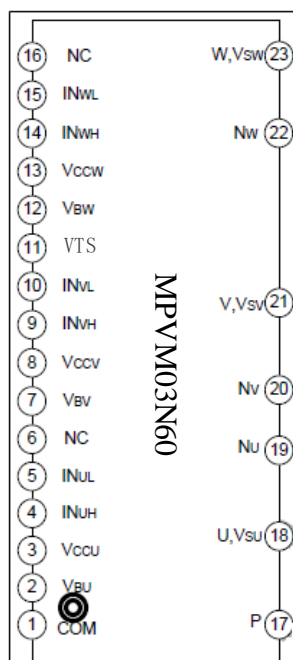 16 NC
15 INWL
14 INWH
13 VCCW
12 VBW
11 VTS
10 INVL
9 INVH
8 VCCV
7 VBV
6 NC
5 INUL
4 INUH
3 VCCU
2 VBU
1 COM
MPVM03N60
W,VSW 23
NW 22
V,VSV 21
NV 20
NU 19
U,VSU 18
P 17